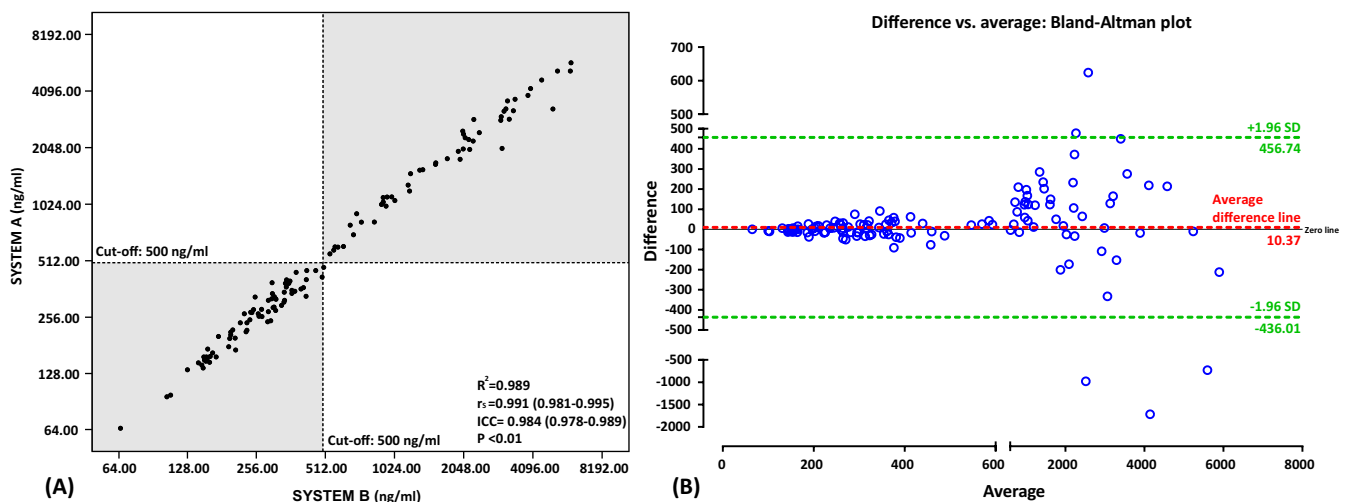 8192.00
4096.00
2048.00
1024.00
512.00
256.00
128.00
64.00
SYSTEM A (ng/ml)
Cut-off: 500 ng/ml
Cut-off: 500 ng/ml
R²=0.989
rs=0.991 (0.981-0.995)
ICC= 0.984 (0.978-0.989)
P <0.01
64.00 128.00 256.00 512.00 1024.00 2048.00 4096.00 8192.00
SYSTEM B (ng/ml)
(A)
Difference vs. average: Bland-Altman plot
700
600
500
500
400
300
200
100
0
-100
-200
-300
-400
-500
-500
-1000
-1500
-2000
Difference
+1.96 SD
456.74
Average
difference line
Zero line
10.37
-1.96 SD
-436.01
0 200 400 600 2000 4000 6000 8000
Average
(B)